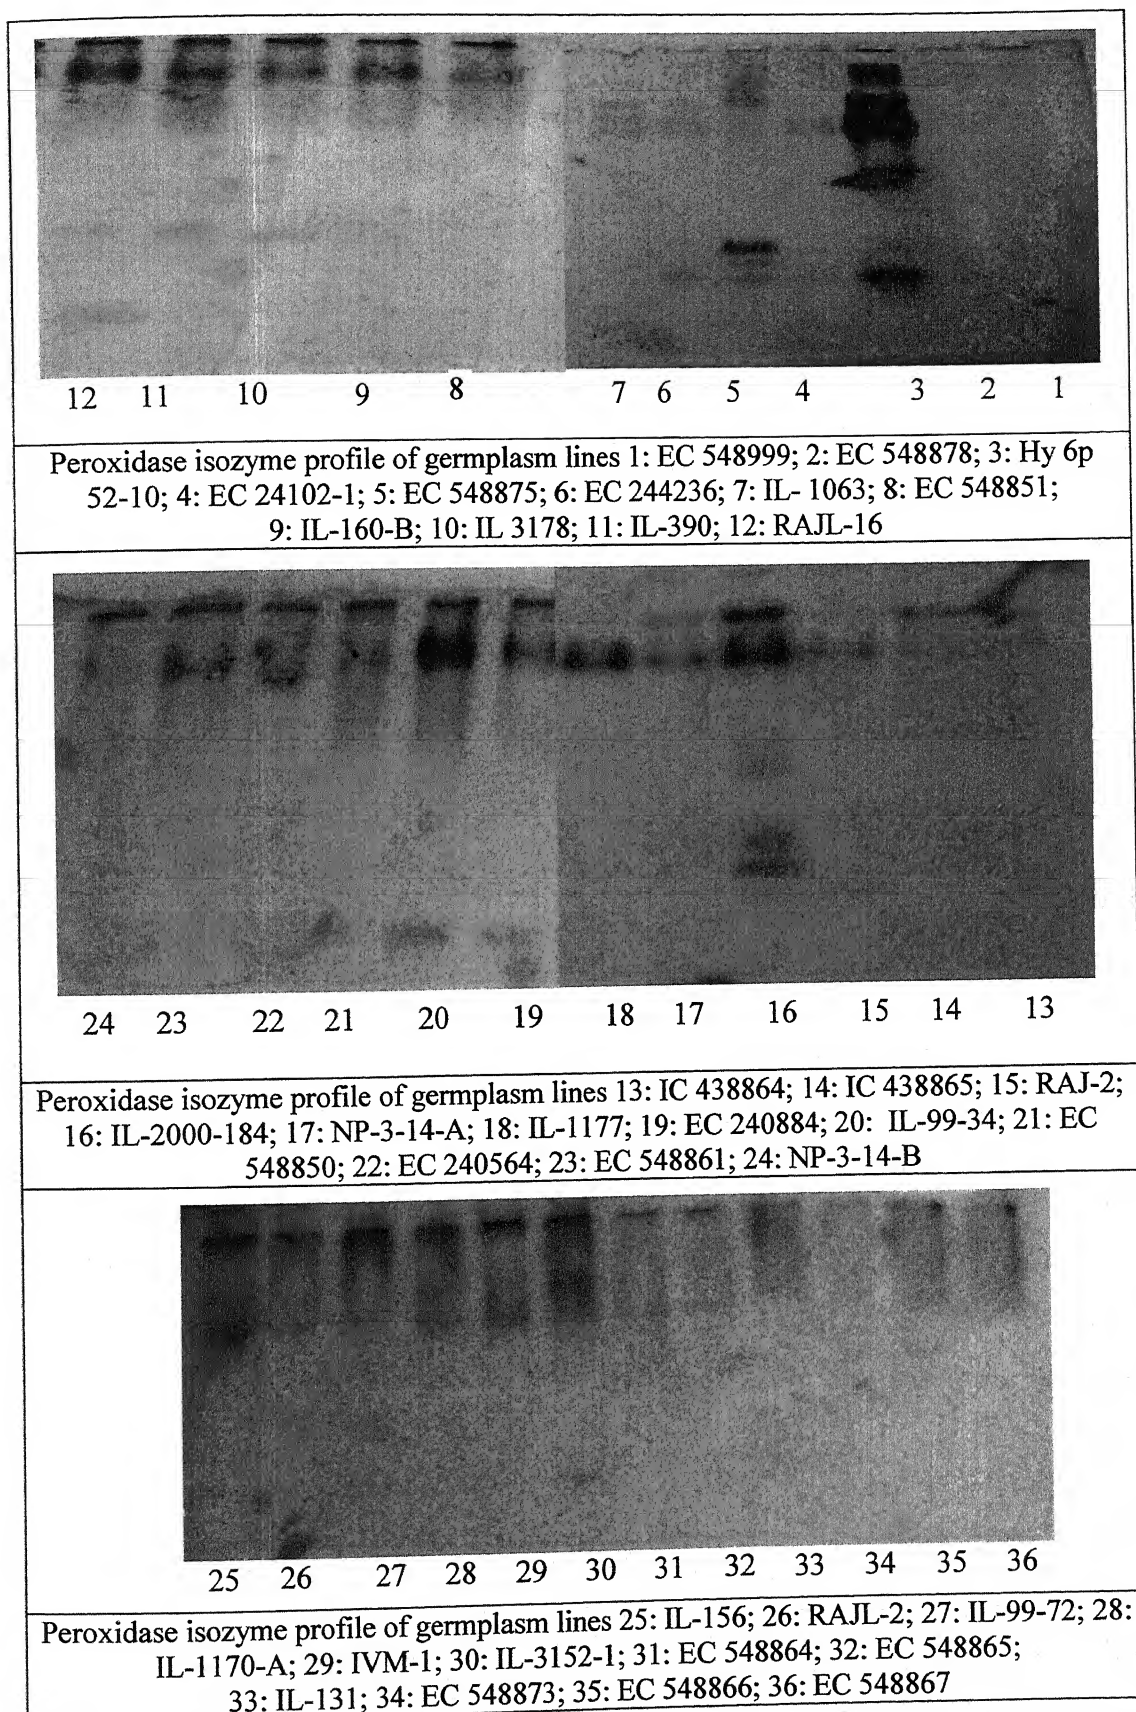 12 11 10 9 8 7 6 5 4 3 2 1
Peroxidase isozyme profile of germplasm lines 1: EC 548999; 2: EC 548878; 3: Hy 6p
52-10; 4: EC 24102-1; 5: EC 548875; 6: EC 244236; 7: IL- 1063; 8: EC 548851;
9: IL-160-B; 10: IL 3178; 11: IL-390; 12: RAJL-16
24 23 22 21 20 19 18 17 16 15 14 13
Peroxidase isozyme profile of germplasm lines 13: IC 438864; 14: IC 438865; 15: RAJ-2;
16: IL-2000-184; 17: NP-3-14-A; 18: IL-1177; 19: EC 240884; 20: IL-99-34; 21: EC
548850; 22: EC 240564; 23: EC 548861; 24: NP-3-14-B
25 26 27 28 29 30 31 32 33 34 35 36
Peroxidase isozyme profile of germplasm lines 25: IL-156; 26: RAJL-2; 27: IL-99-72; 28:
IL-1170-A; 29: IVM-1; 30: IL-3152-1; 31: EC 548864; 32: EC 548865;
33: IL-131; 34: EC 548873; 35: EC 548866; 36: EC 548867